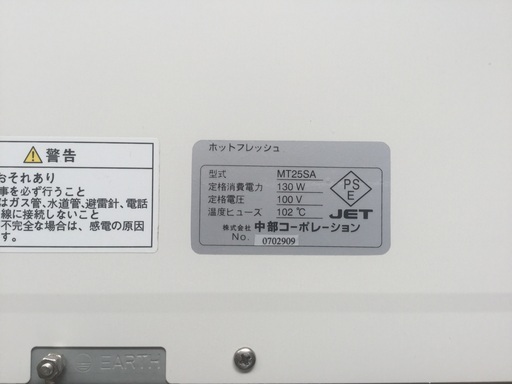 警告
おそれあり
事を必ず行うこと
はガス管、水道管、避雷針、電話
線に接続しないこと
不完全な場合は、感電の原因
す。
ホットフレッシュ
型式 MT25SA
定格消費電力 130 W
定格電圧 100 V
温度ヒューズ 102 ℃
PS
E
JET
株式会社 中部コーポレーション
No. 0702909
EARTH